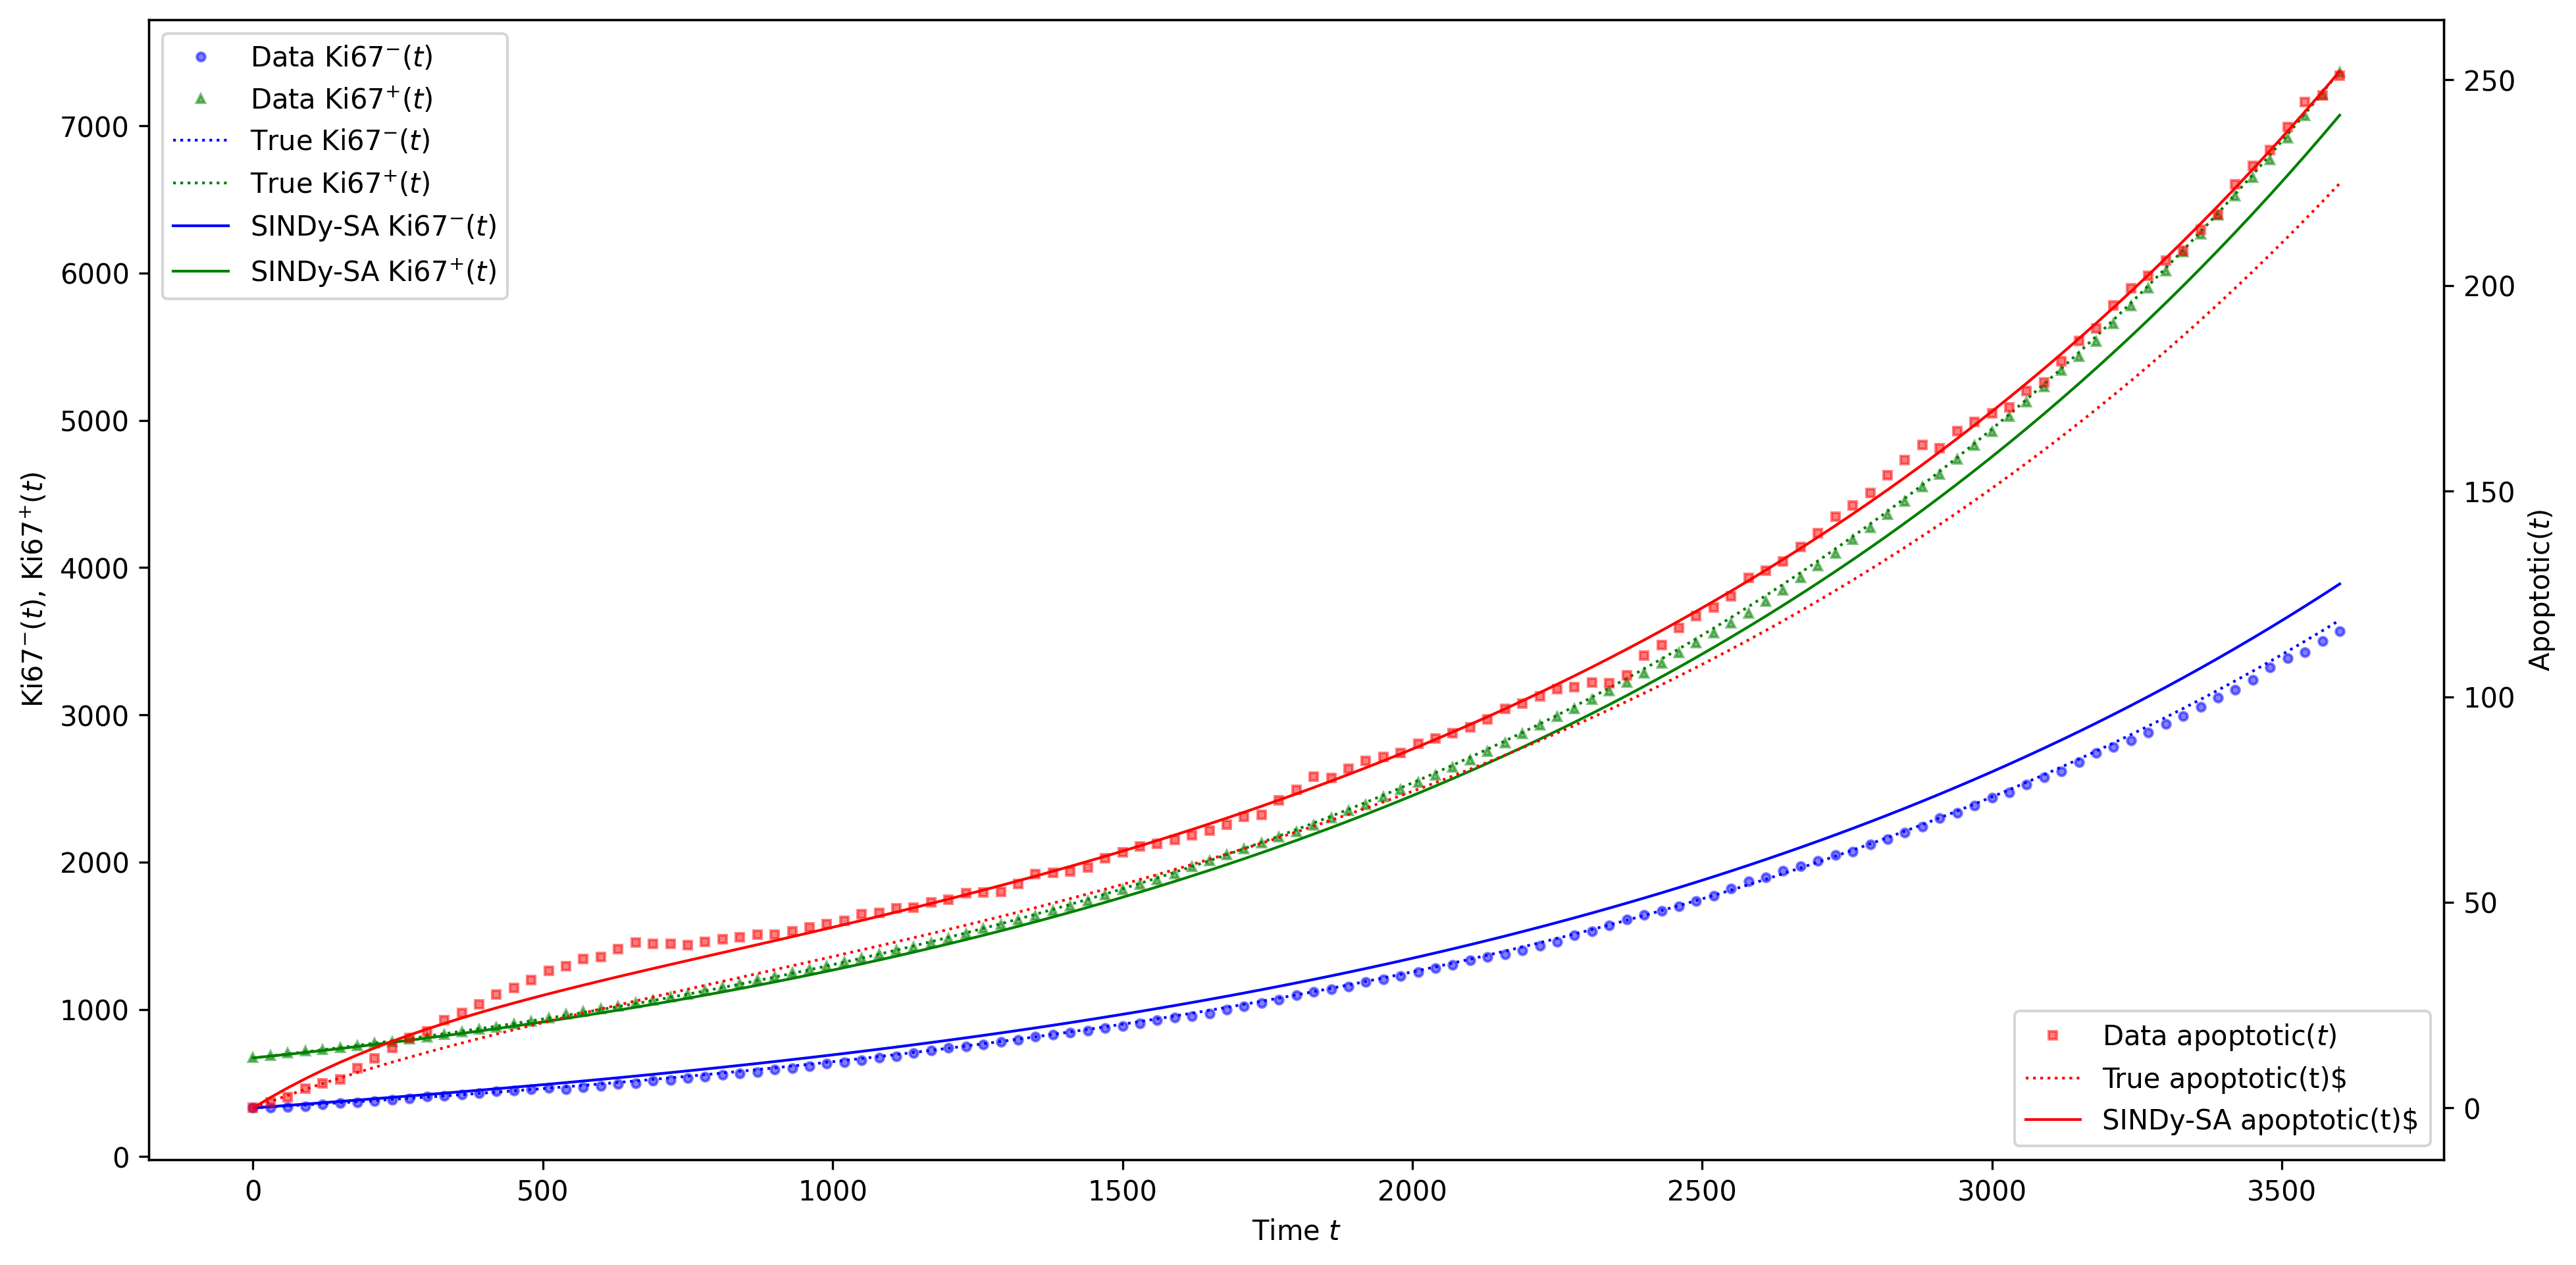 Data Ki67⁻(t)
Data Ki67⁺(t)
True Ki67⁻(t)
True Ki67⁺(t)
SINDy-SA Ki67⁻(t)
SINDy-SA Ki67⁺(t)
7000
6000
5000
4000
3000
2000
1000
0
Ki67⁻(t), Ki67⁺(t)
250
200
150
100
50
0
Apoptotic(t)
Data apoptotic(t)
True apoptotic(t)$
SINDy-SA apoptotic(t)$
0 500 1000 1500 2000 2500 3000 3500
Time t